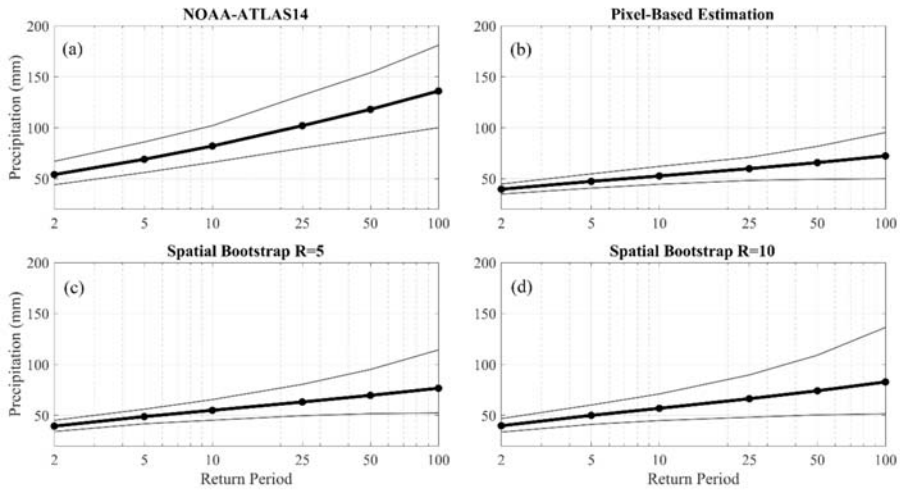 NOAA-ATLAS14
Pixel-Based Estimation
200
150
100
50
Precipitation (mm)
(a)
2 5 10 25 50 100
200
150
100
50
(b)
2 5 10 25 50 100
Spatial Bootstrap R=5
Spatial Bootstrap R=10
200
150
100
50
Precipitation (mm)
(c)
2 5 10 25 50 100
Return Period
200
150
100
50
(d)
2 5 10 25 50 100
Return Period